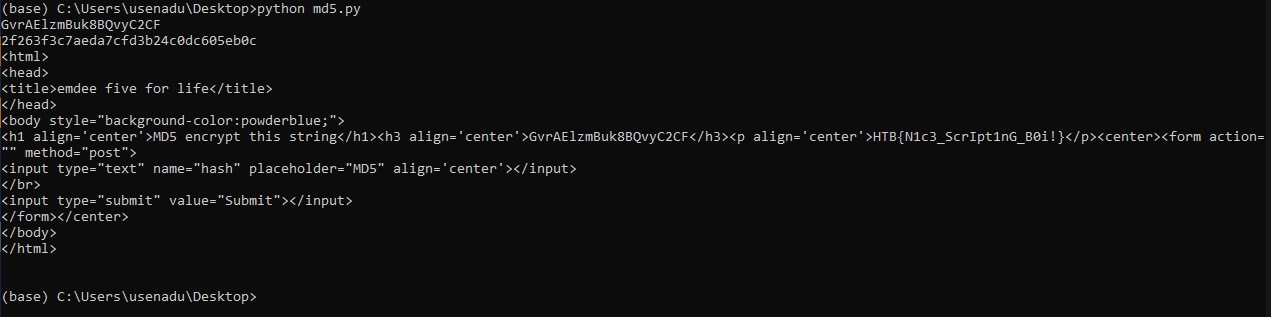 (base) C:\Users\usenadu\Desktop>python md5.py
GvrAElzmBuk8BQvyC2CF
2f263f3c7aeda7cfd3b24c0dc605eb0c
<html>
<head>
<title>emdee five for life</title>
</head>
<body style="background-color:powderblue;">
<h1 align='center'>MD5 encrypt this string</h1><h3 align='center'>GvrAElzmBuk8BQvyC2CF</h3><p align='center'>HTB{N1c3_ScrIpt1nG_B0i!}</p><center><form action=
"" method="post">
<input type="text" name="hash" placeholder="MD5" align='center'></input>
</br>
<input type="submit" value="Submit"></input>
</form></center>
</body>
</html>
(base) C:\Users\usenadu\Desktop>